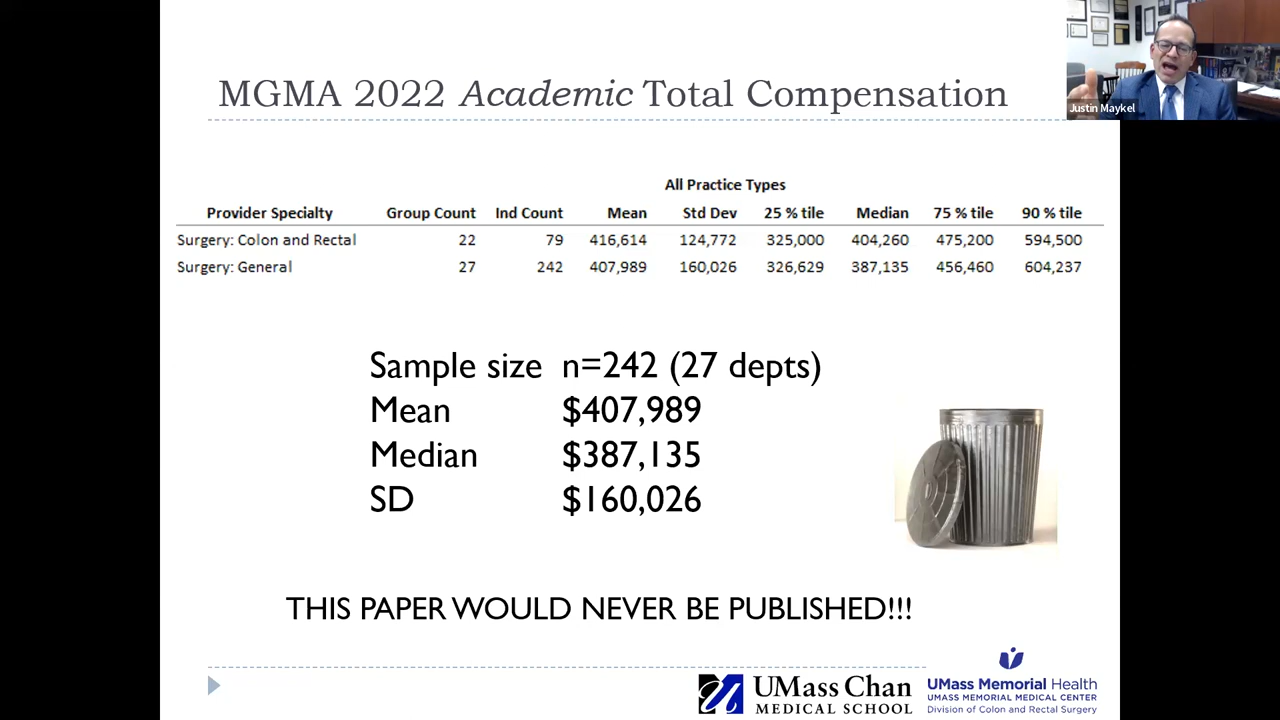 MGMA 2022 Academic Total Compensation
Justin Maykel
All Practice Types
Provider Specialty Group Count Ind Count Mean Std Dev 25 % tile Median 75 % tile 90 % tile
Surgery: Colon and Rectal 22 79 416,614 124,772 325,000 404,260 475,200 594,500
Surgery: General 27 242 407,989 160,026 326,629 387,135 456,460 604,237
Sample size n=242 (27 depts)
Mean $407,989
Median $387,135
SD $160,026
THIS PAPER WOULD NEVER BE PUBLISHED!!!
UMass Chan
MEDICAL SCHOOL
UMass Memorial Health
UMASS MEMORIAL MEDICAL CENTER
Division of Colon and Rectal Surgery